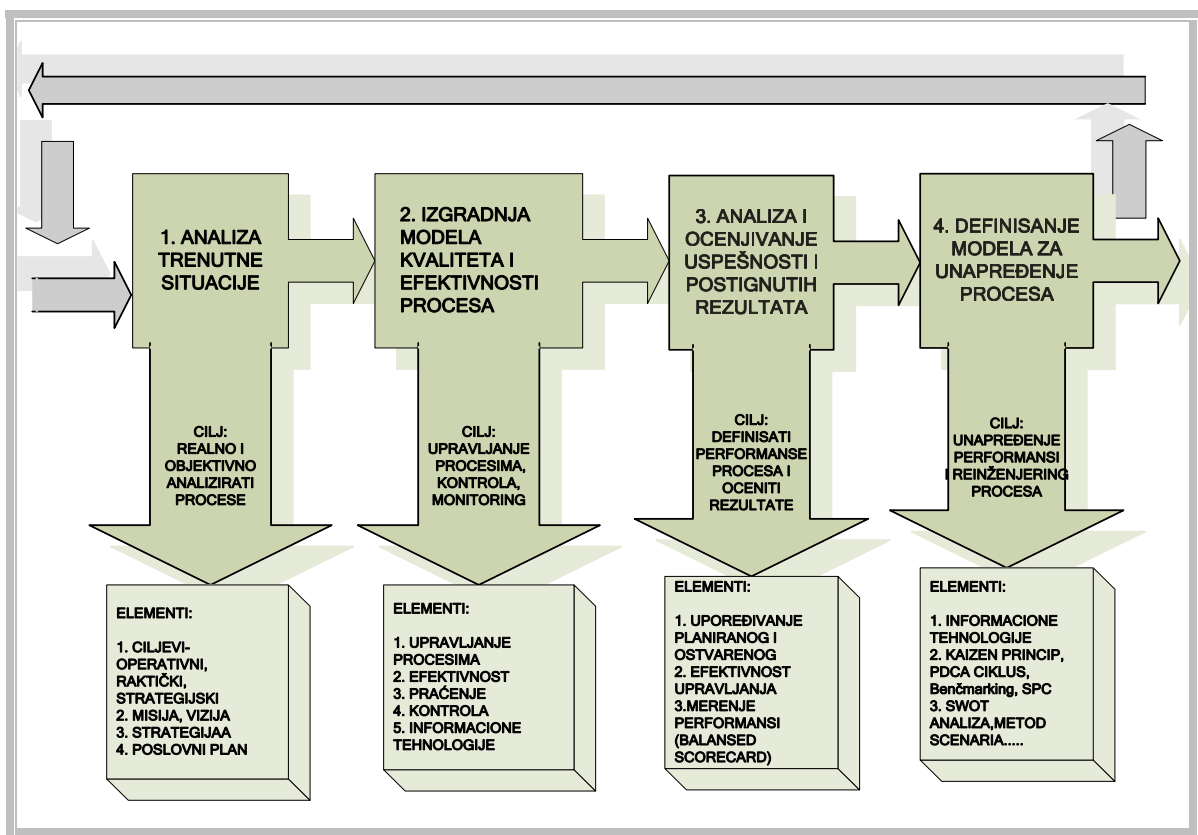 1. ANALIZA
TRENUTNE
SITUACIJE
2. IZGRADNJA
MODELA
KVALITETA I
EFEKTIVNOSTI
PROCESA
3. ANALIZA I
OCENJIVANJE
USPEŠNOSTI I
POSTIGNUTIH
REZULTATA
4. DEFINISANJE
MODELA ZA
UNAPREĐENJE
PROCESA
CILJ:
REALNO I
OBJEKTIVNO
ANALIZIRATI
PROCESE
CILJ:
UPRAVLJANJE
PROCESIMA,
KONTROLA,
MONITORING
CILJ:
DEFINISATI
PERFORMANSE
PROCESA I
OCENITI
REZULTATE
CILJ:
UNAPREĐENJE
PERFORMANSI
I REINŽENJERING
PROCESA
ELEMENTI:
1. CILJEVI-
OPERATIVNI,
RAKTIČKI,
STRATEGIJSKI
2. MISIJA, VIZIJA
3. STRATEGIJAA
4. POSLOVNI PLAN
ELEMENTI:
1. UPRAVLJANJE
PROCESIMA
2. EFEKTIVNOST
3. PRAĆENJE
4. KONTROLA
5. INFORMACIONE
TEHNOLOGIJE
ELEMENTI:
1. UPOREĐIVANJE
PLANIRANOG I
OSTVARENOG
2. EFEKTIVNOST
UPRAVLJANJA
3.MERENJE
PERFORMANSI
(BALANSED
SCORECARD)
ELEMENTI:
1. INFORMACIONE
TEHNOLOGIJE
2. KAIZEN PRINCIP,
PDCA CIKLUS,
Benčmarking, SPC
3. SWOT
ANALIZA,METOD
SCENARIA.....